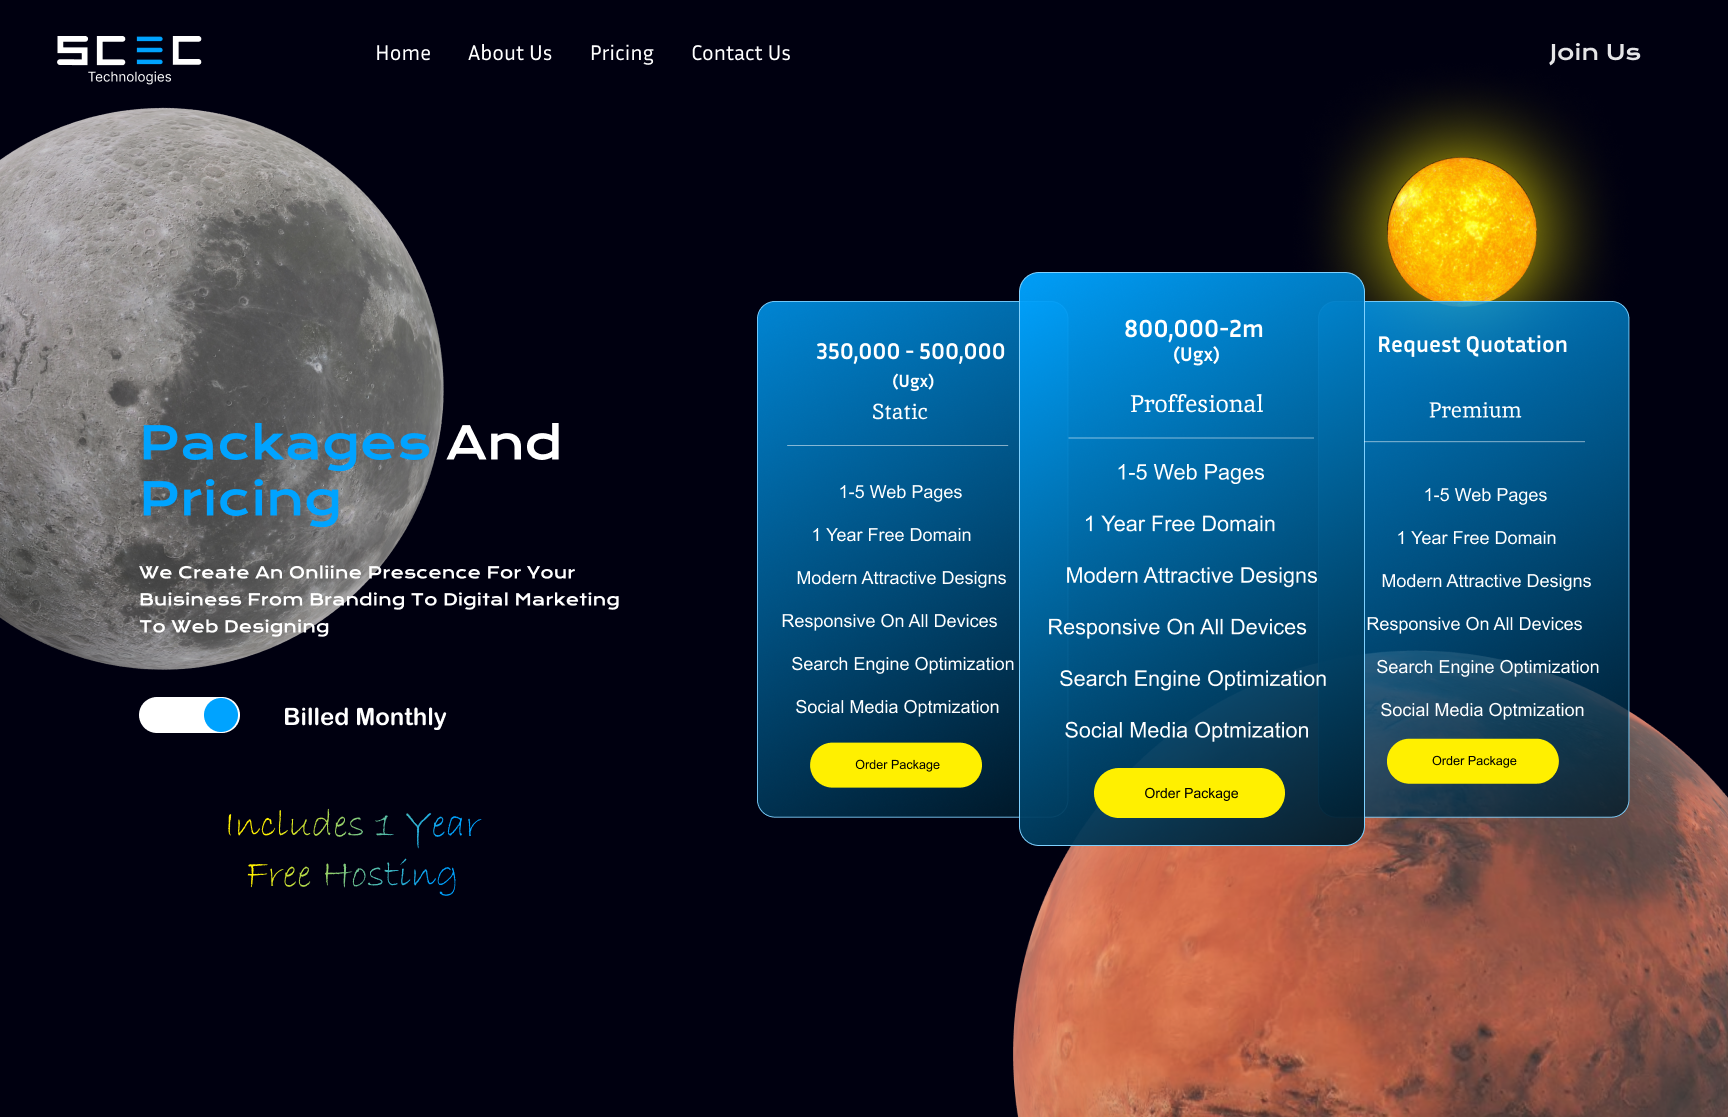 SCEC
Technologies
Home
About Us
Pricing
Contact Us
Join Us
Packages And
Pricing
We Create An Onliine Prescence For Your
Buisiness From Branding To Digital Marketing
To Web Designing
Billed Monthly
Includes 1 Year
Free Hosting
350,000 - 500,000
(Ugx)
Static
1-5 Web Pages
1 Year Free Domain
Modern Attractive Designs
Responsive On All Devices
Search Engine Optimization
Social Media Optmization
Order Package
800,000-2m
(Ugx)
Proffesional
1-5 Web Pages
1 Year Free Domain
Modern Attractive Designs
Responsive On All Devices
Search Engine Optimization
Social Media Optmization
Order Package
Request Quotation
Premium
1-5 Web Pages
1 Year Free Domain
Modern Attractive Designs
Responsive On All Devices
Search Engine Optimization
Social Media Optmization
Order Package